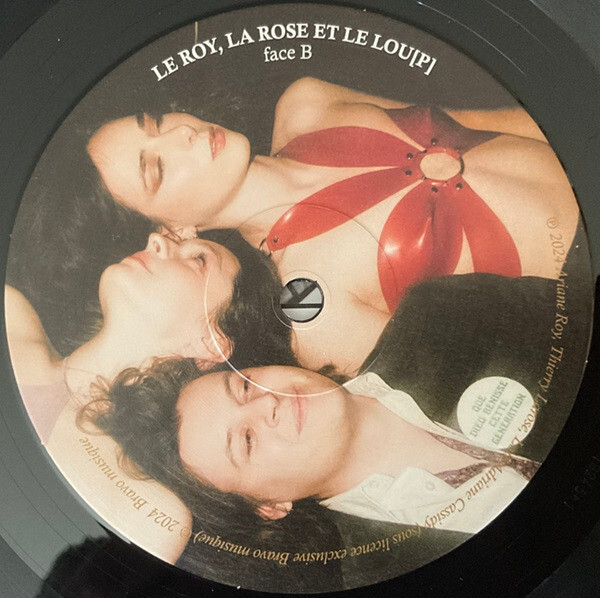 LE ROY, LA ROSE ET LE LOU[P]
face B
℗ 2024 Ariane Roy, Thierry Larose, L Adriane Cassidy (sous licence exclusive Bravo musique)
© 2024 Bravo musique
QUE
DIEU BÉNISSE
CETTE
GÉNÉRATION